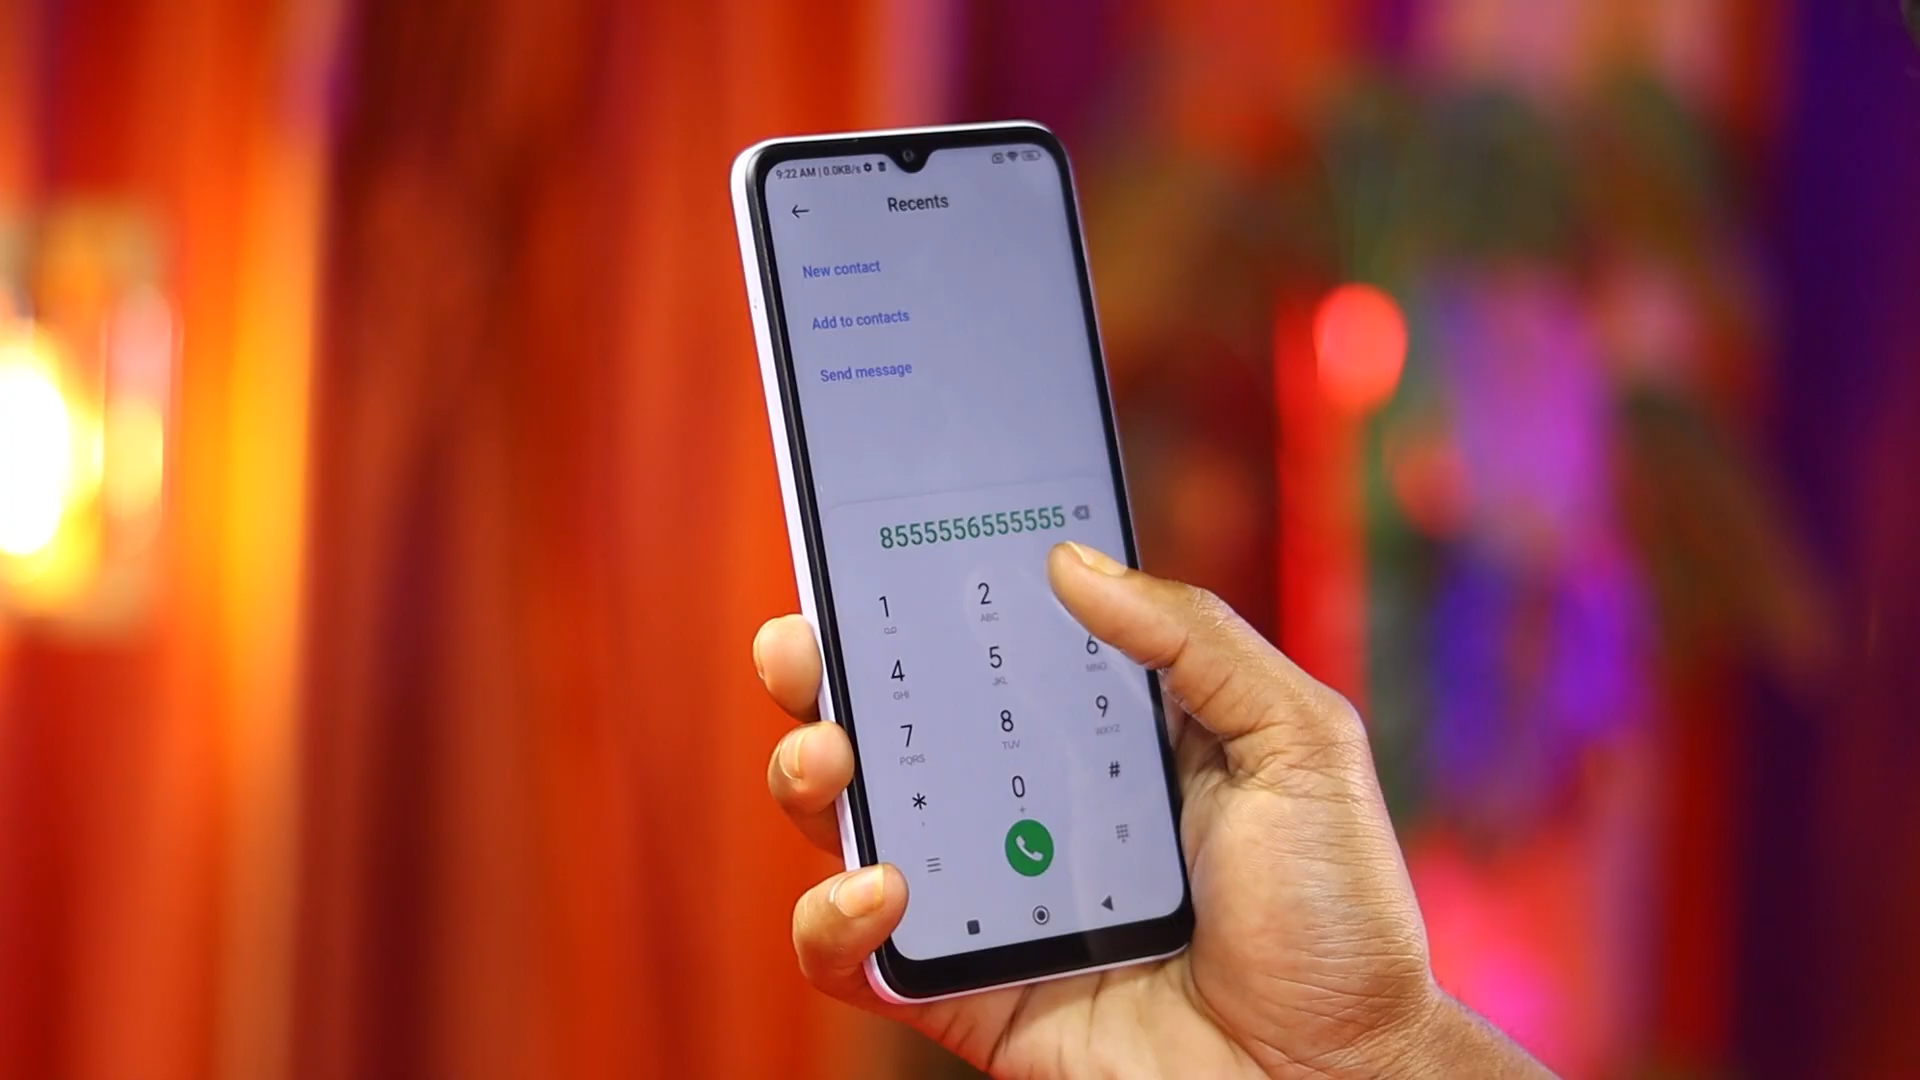 9:22 AM | 0.0KB/s
Recents
New contact
Add to contacts
Send message
8555556555555
1 2
ABC
4 5 6
GHI JKL MNO
7 8 9
PQRS TUV WXYZ
* 0 #
, +